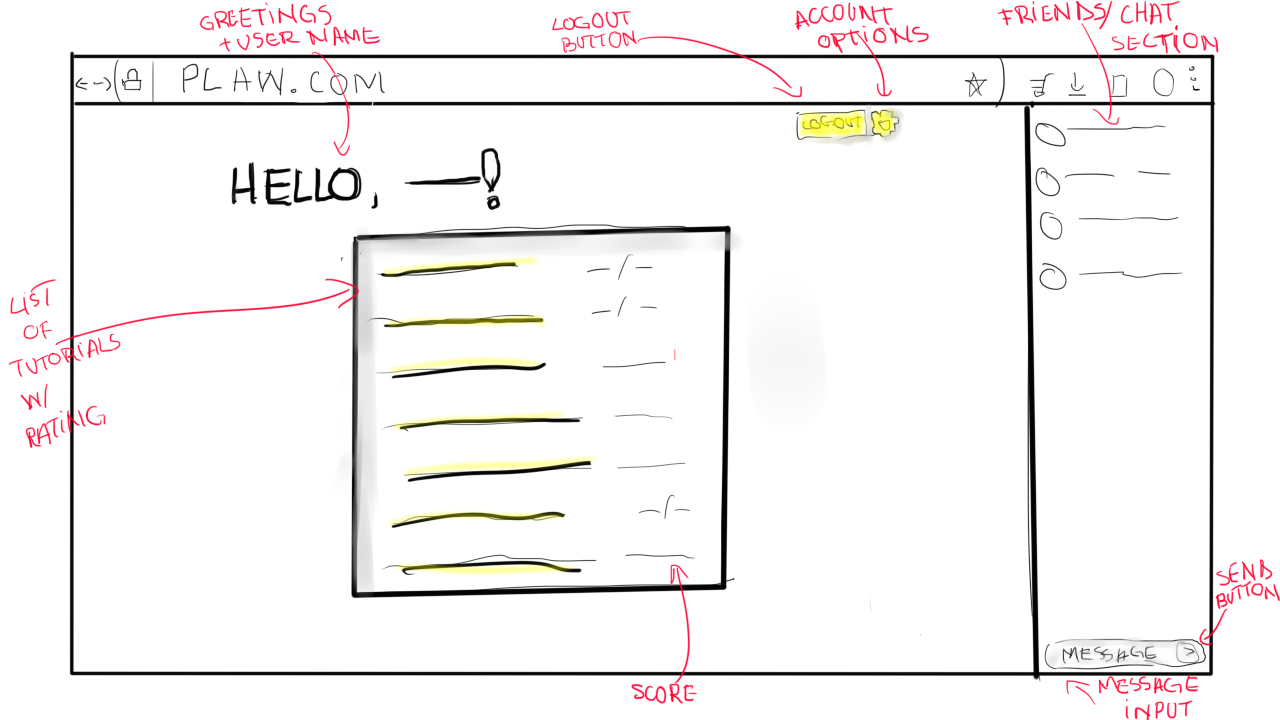 GREETINGS
+ USER NAME
LOGOUT
BUTTON
ACCOUNT
OPTIONS
FRIENDS/CHAT
SECTION
PLAW.COM
LOGOUT
HELLO, —!
LIST
OF
TUTORIALS
W/
RATING
-/-
-/-
-/-
SCORE
SEND
BUTTON
MESSAGE >
MESSAGE
INPUT